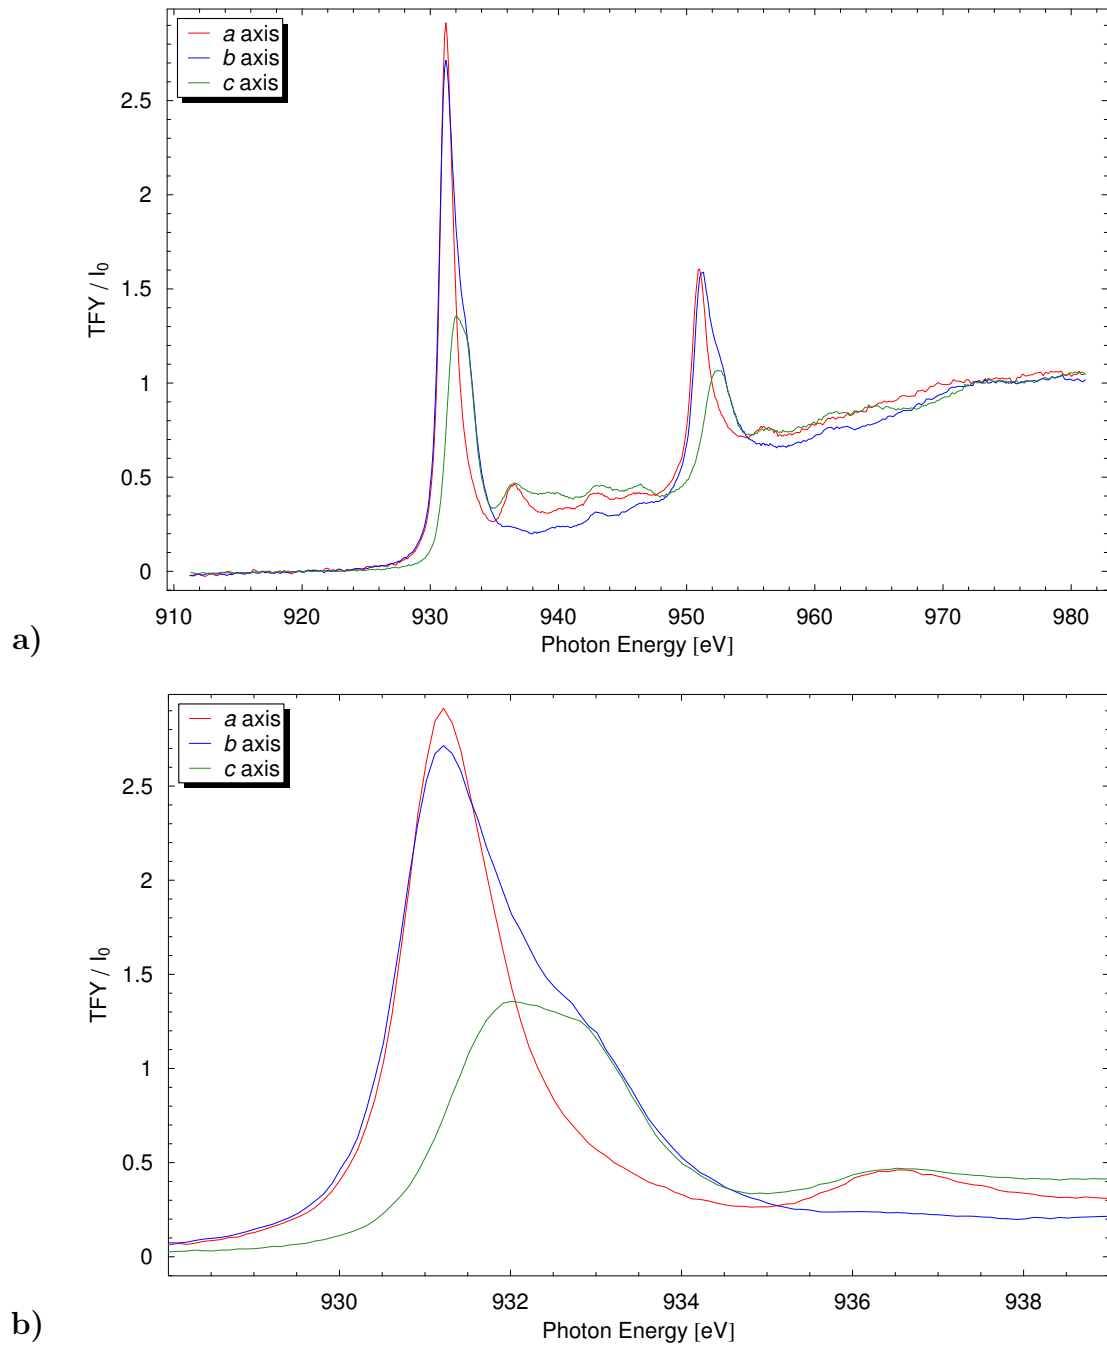 a axis
b axis
c axis
2.5
2
1.5
1
0.5
0
TFY / I0
910 920 930 940 950 960 970 980
Photon Energy [eV]
a)
a axis
b axis
c axis
2.5
2
1.5
1
0.5
0
TFY / I0
930 932 934 936 938
Photon Energy [eV]
b)